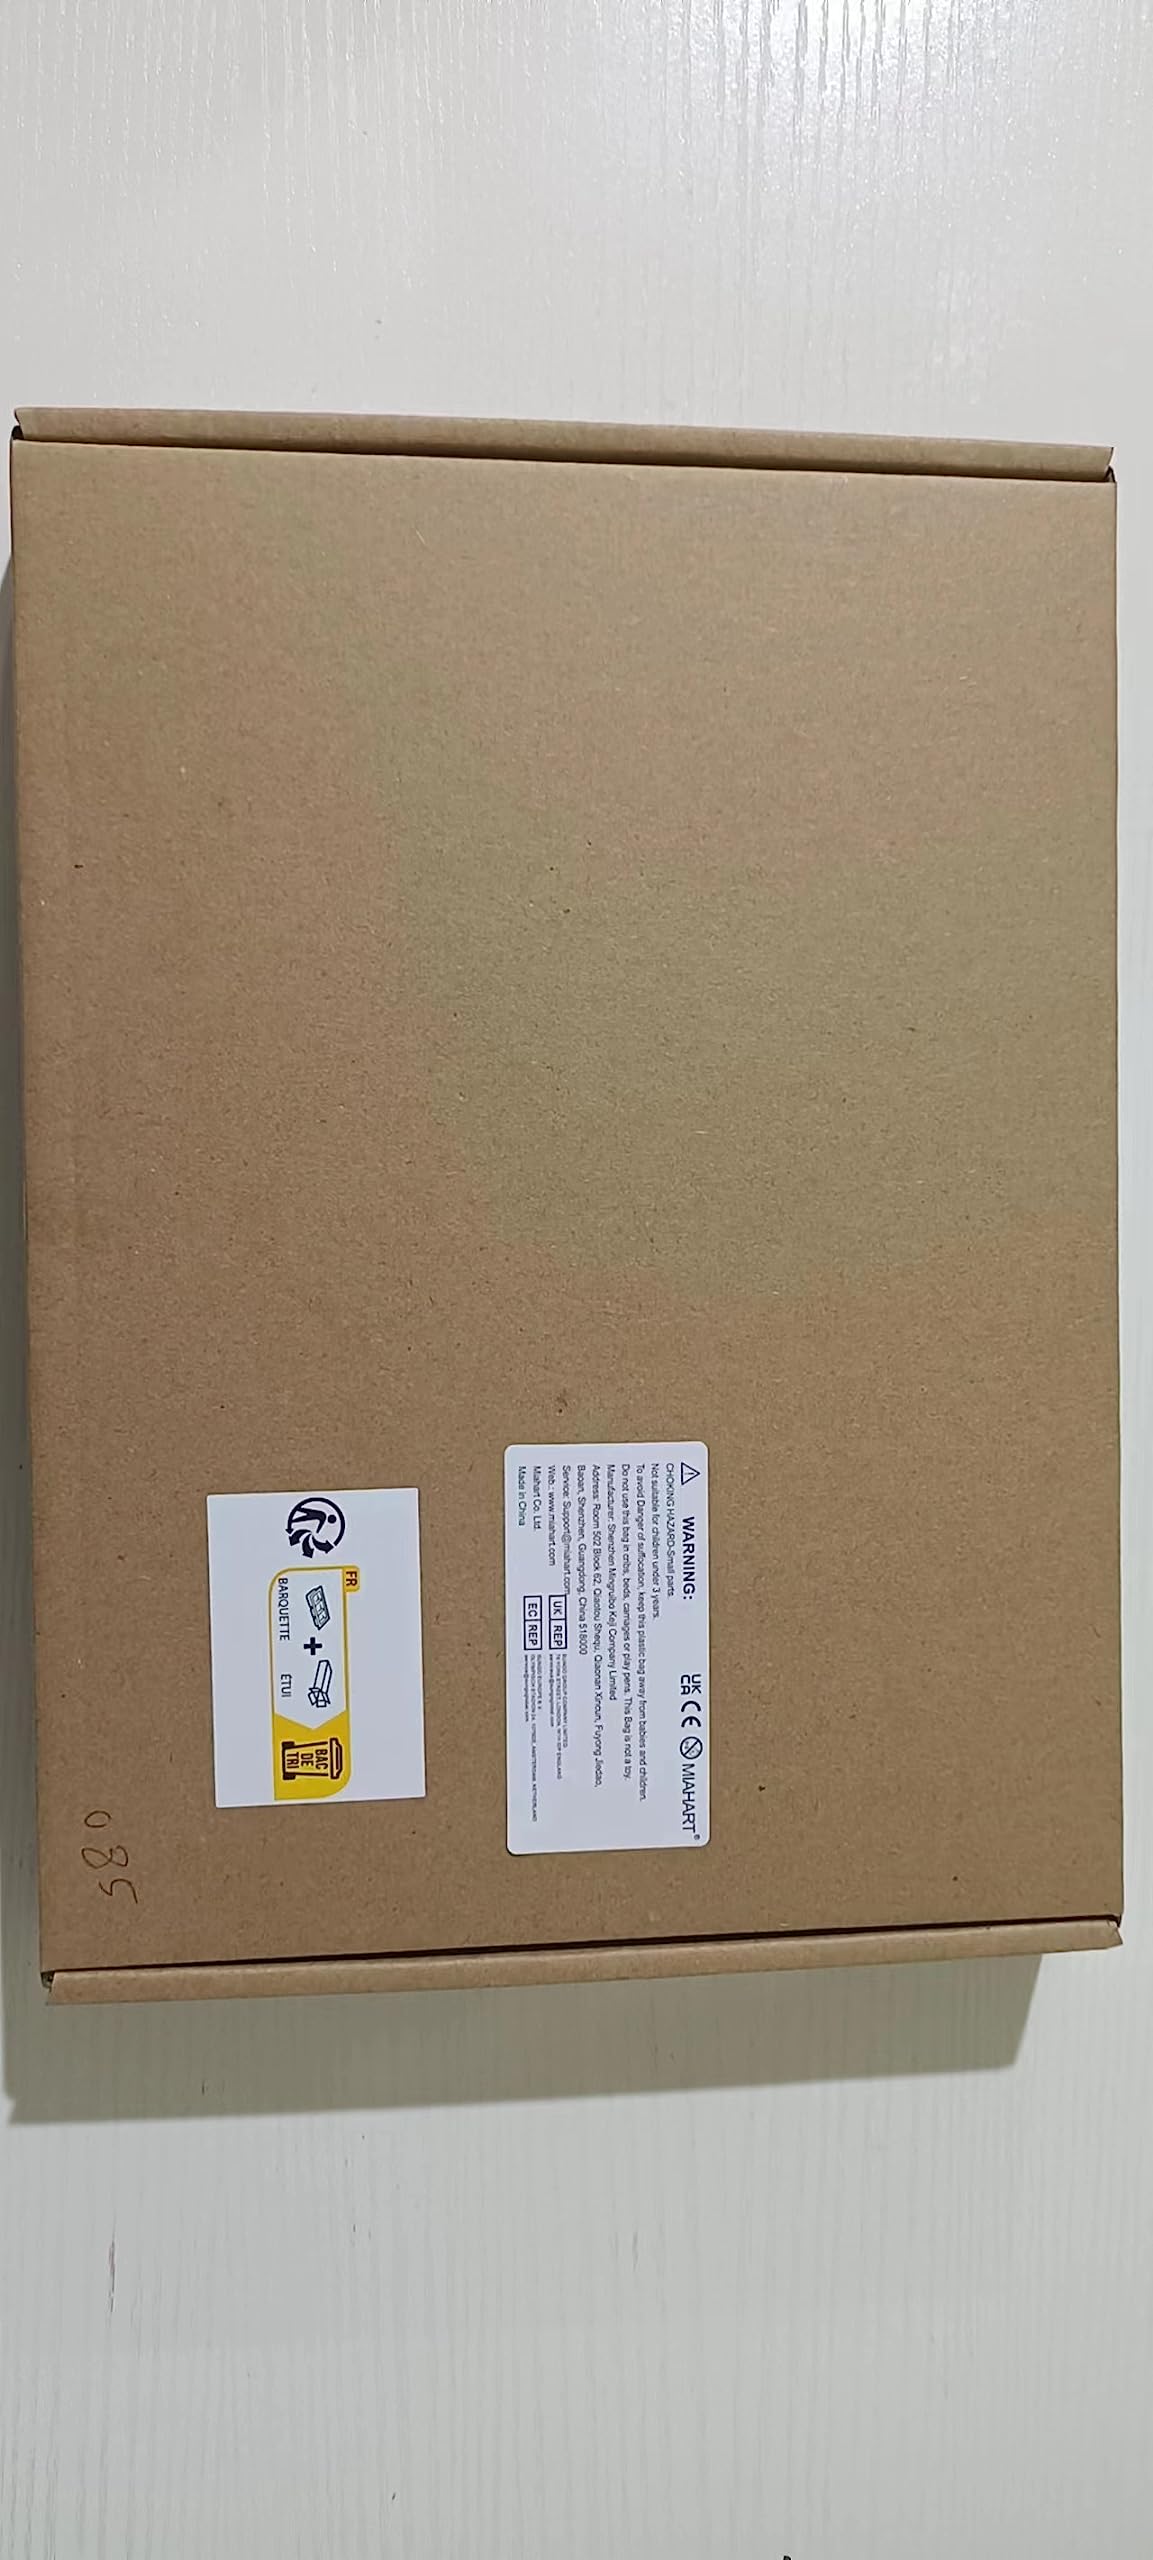 WARNING:
UK
CA CE MIAHART®
CHOKING HAZARD-Small parts.
Not suitable for children under 3 years.
To avoid Danger of suffocation, keep this plastic bag away from babies and children.
Do not use this bag in cribs, beds, carriages or play pens. This Bag is not a toy.
Manufacturer: Shenzhen Mingruibo Keji Company Limited
Address: Room 502 Block 62, Qiaotou Shequ, Qiaonan Xincun, Fuyong Jiedao,
Baoan, Shenzhen, Guangdong, China 518000
Service: Support@miahart.com
Web.: www.miahart.com
Miahart Co. Ltd.
Made in China
UK REP
EC REP
FR
BARQUETTE ÉTUI
BAC
DE
TRI
085